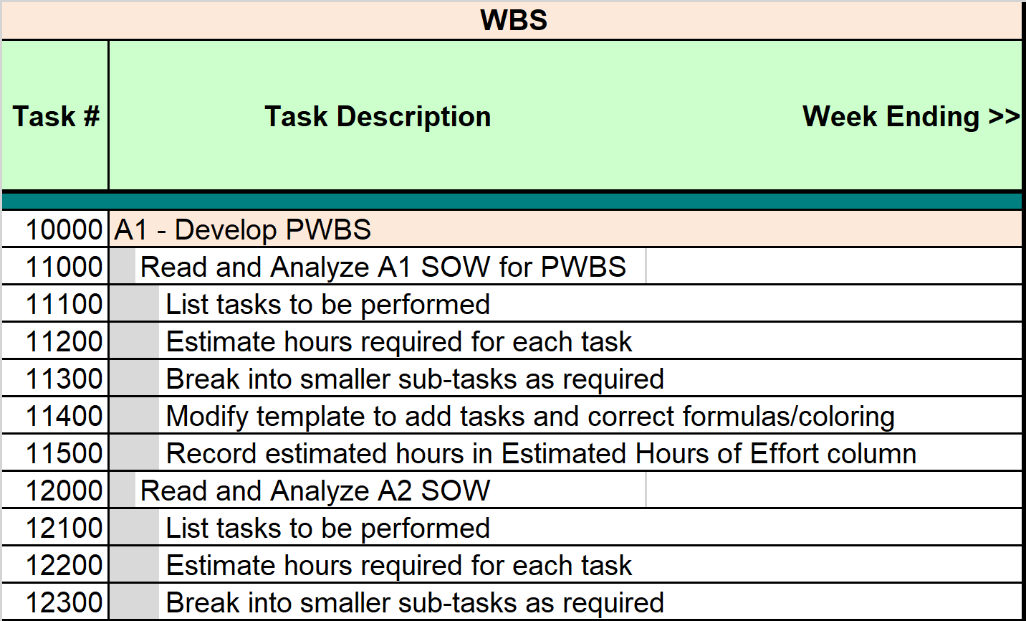 WBS
Task # Task Description Week Ending >>
10000 A1 - Develop PWBS
11000 Read and Analyze A1 SOW for PWBS
11100 List tasks to be performed
11200 Estimate hours required for each task
11300 Break into smaller sub-tasks as required
11400 Modify template to add tasks and correct formulas/coloring
11500 Record estimated hours in Estimated Hours of Effort column
12000 Read and Analyze A2 SOW
12100 List tasks to be performed
12200 Estimate hours required for each task
12300 Break into smaller sub-tasks as required